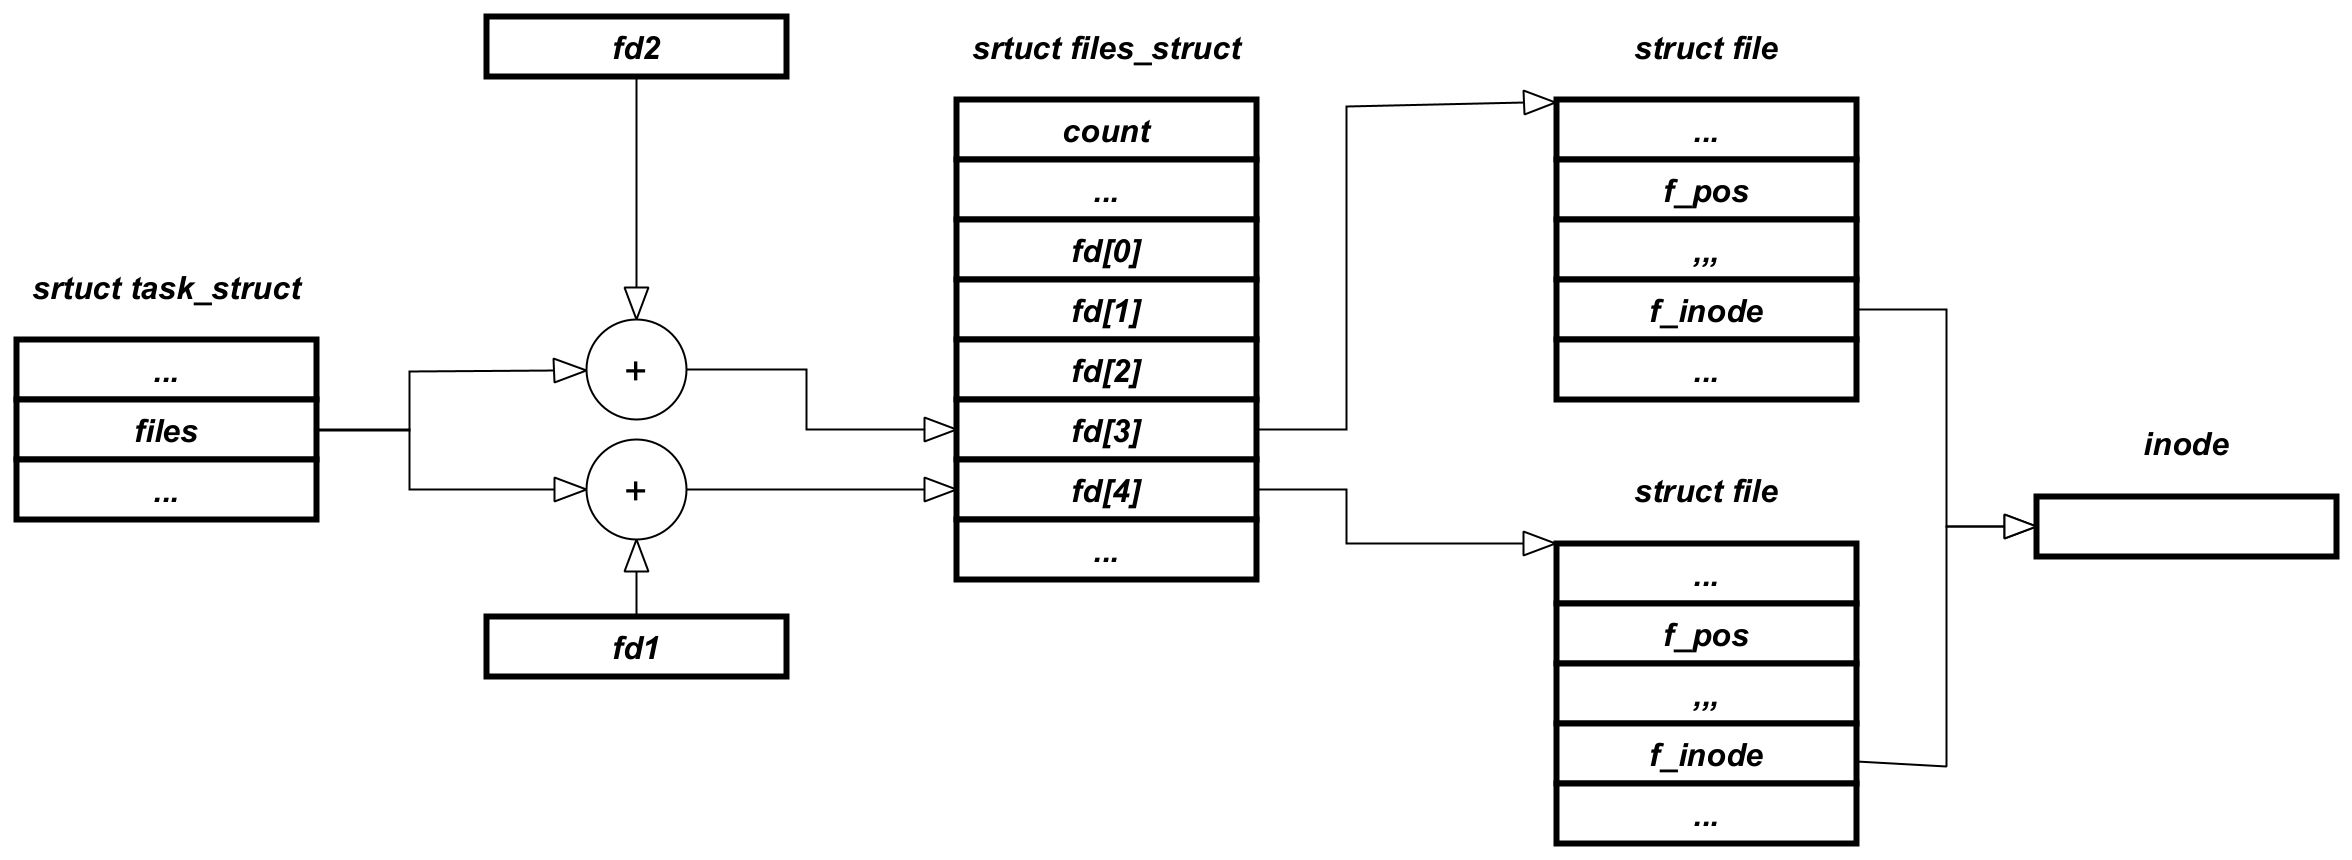 fd2
srtuct files_struct
struct file
count
...
...
f_pos
fd[0]
,,,
srtuct task_struct
fd[1]
f_inode
...
+
fd[2]
...
files
fd[3]
inode
...
+
fd[4]
struct file
...
...
fd1
f_pos
,,,
f_inode
...